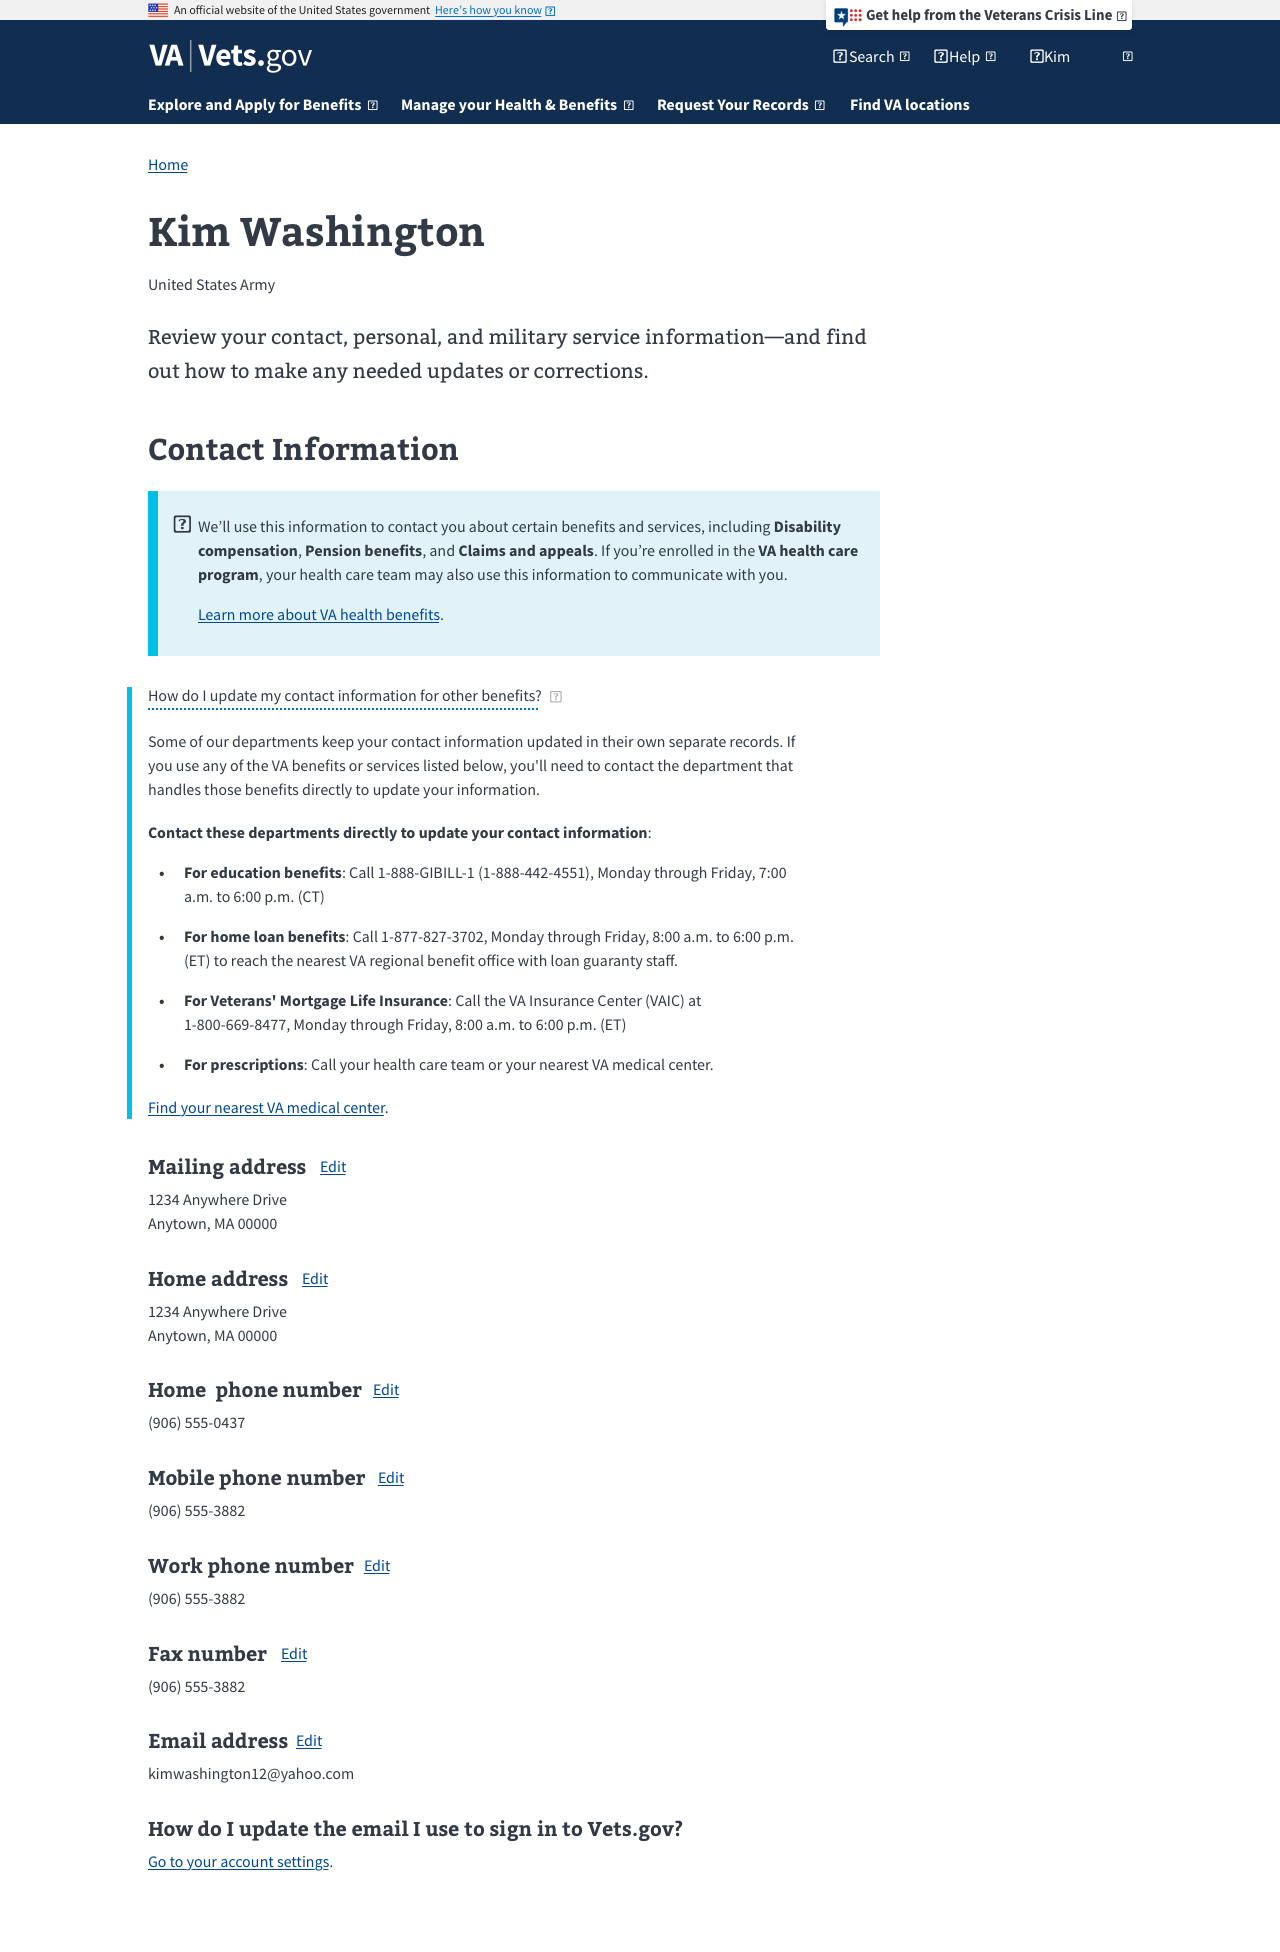 An official website of the United States government Here's how you know
Get help from the Veterans Crisis Line
VA | Vets.gov
Search Help Kim
Explore and Apply for Benefits Manage your Health & Benefits Request Your Records Find VA locations
Home
Kim Washington
United States Army
Review your contact, personal, and military service information—and find
out how to make any needed updates or corrections.
Contact Information
We’ll use this information to contact you about certain benefits and services, including Disability
compensation, Pension benefits, and Claims and appeals. If you’re enrolled in the VA health care
program, your health care team may also use this information to communicate with you.
Learn more about VA health benefits.
How do I update my contact information for other benefits?
Some of our departments keep your contact information updated in their own separate records. If
you use any of the VA benefits or services listed below, you'll need to contact the department that
handles those benefits directly to update your information.
Contact these departments directly to update your contact information:
• For education benefits: Call 1-888-GIBILL-1 (1-888-442-4551), Monday through Friday, 7:00
a.m. to 6:00 p.m. (CT)
• For home loan benefits: Call 1-877-827-3702, Monday through Friday, 8:00 a.m. to 6:00 p.m.
(ET) to reach the nearest VA regional benefit office with loan guaranty staff.
• For Veterans' Mortgage Life Insurance: Call the VA Insurance Center (VAIC) at
1-800-669-8477, Monday through Friday, 8:00 a.m. to 6:00 p.m. (ET)
• For prescriptions: Call your health care team or your nearest VA medical center.
Find your nearest VA medical center.
Mailing address Edit
1234 Anywhere Drive
Anytown, MA 00000
Home address Edit
1234 Anywhere Drive
Anytown, MA 00000
Home phone number Edit
(906) 555-0437
Mobile phone number Edit
(906) 555-3882
Work phone number Edit
(906) 555-3882
Fax number Edit
(906) 555-3882
Email address Edit
kimwashington12@yahoo.com
How do I update the email I use to sign in to Vets.gov?
Go to your account settings.